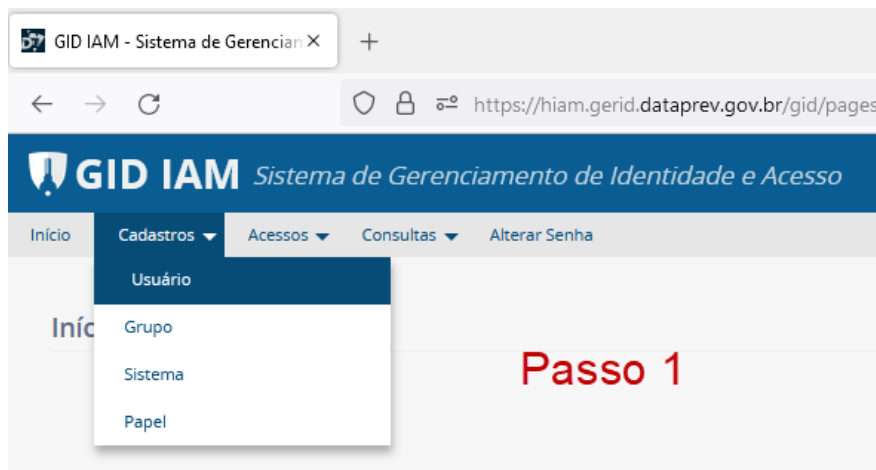 GID IAM - Sistema de Gerencian
https://hiam.gerid.dataprev.gov.br/gid/pages
GID IAM Sistema de Gerenciamento de Identidade e Acesso
Início Cadastros Acessos Consultas Alterar Senha
Usuário
Iníc Grupo
Sistema
Passo 1
Papel